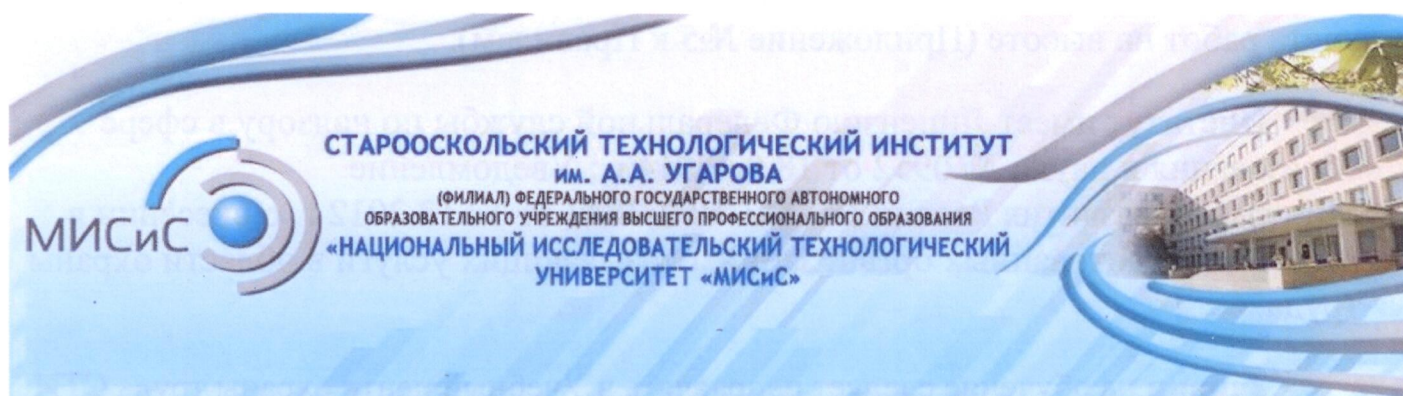 СТАРООСКОЛЬСКИЙ ТЕХНОЛОГИЧЕСКИЙ ИНСТИТУТ
им. А.А. УГАРОВА
(ФИЛИАЛ) ФЕДЕРАЛЬНОГО ГОСУДАРСТВЕННОГО АВТОНОМНОГО
ОБРАЗОВАТЕЛЬНОГО УЧРЕЖДЕНИЯ ВЫСШЕГО ПРОФЕССИОНАЛЬНОГО ОБРАЗОВАНИЯ
МИСиС
«НАЦИОНАЛЬНЫЙ ИССЛЕДОВАТЕЛЬСКИЙ ТЕХНОЛОГИЧЕСКИЙ
УНИВЕРСИТЕТ «МИСиС»